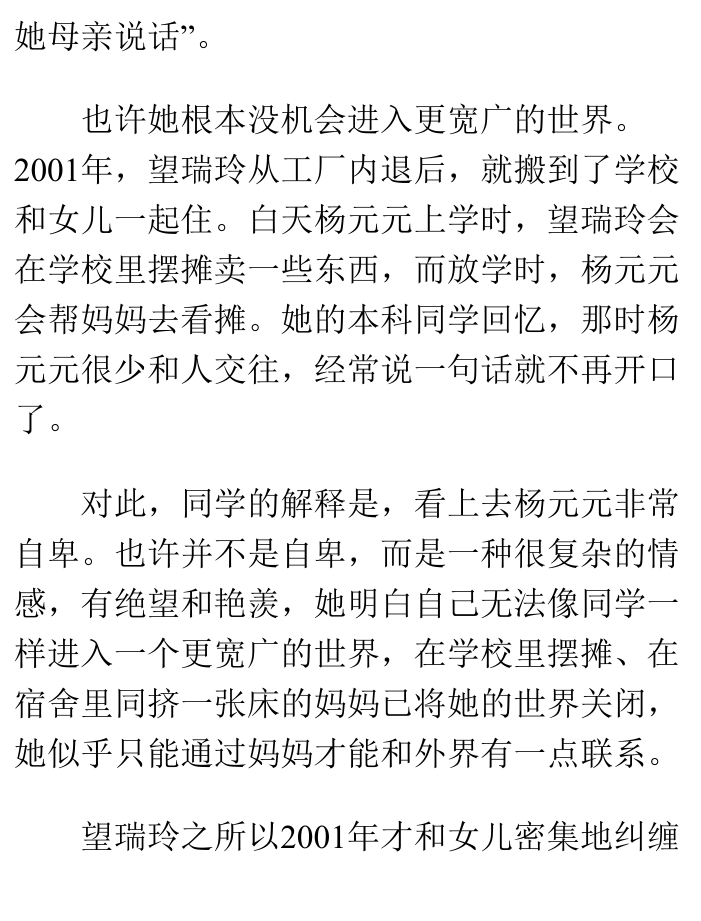 她母亲说话”。
也许她根本没机会进入更宽广的世界。
2001年，望瑞玲从工厂内退后，就搬到了学校
和女儿一起住。白天杨元元上学时，望瑞玲会
在学校里摆摊卖一些东西，而放学时，杨元元
会帮妈妈去看摊。她的本科同学回忆，那时杨
元元很少和人交往，经常说一句话就不再开口
了。
对此，同学的解释是，看上去杨元元非常
自卑。也许并不是自卑，而是一种很复杂的情
感，有绝望和艳羡，她明白自己无法像同学一
样进入一个更宽广的世界，在学校里摆摊、在
宿舍里同挤一张床的妈妈已将她的世界关闭，
她似乎只能通过妈妈才能和外界有一点联系。
望瑞玲之所以2001年才和女儿密集地纠缠